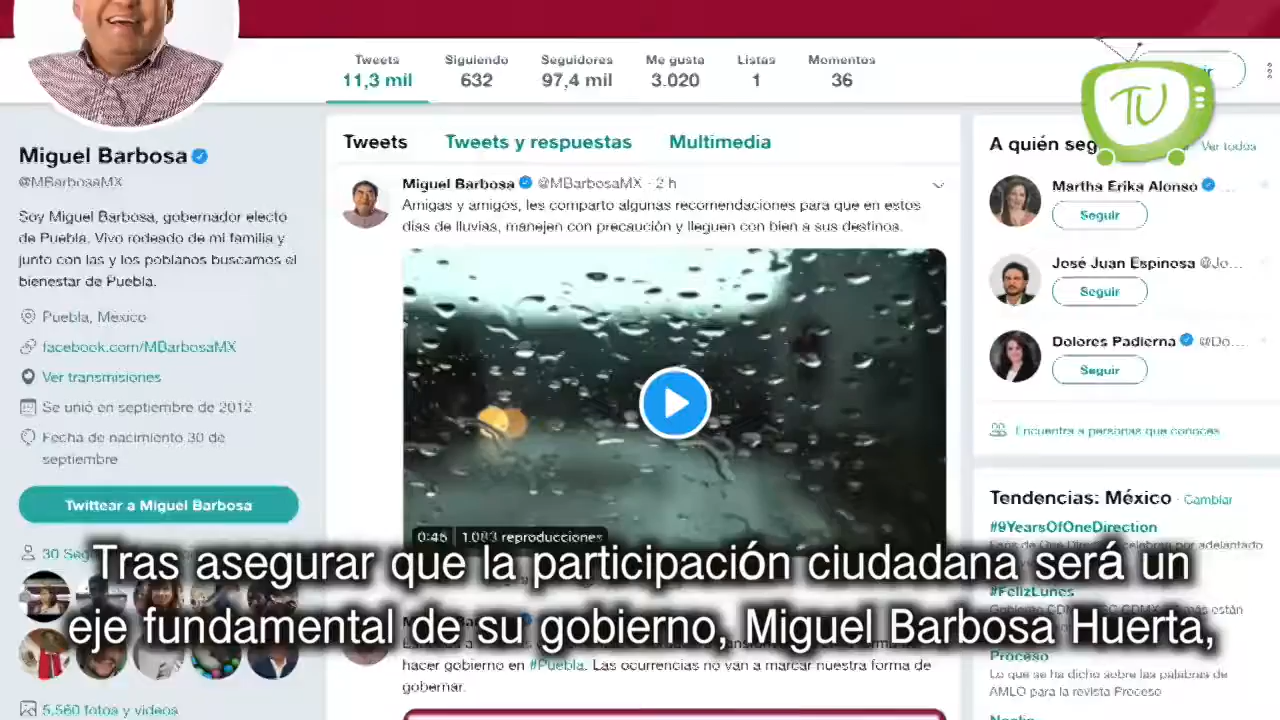 Tweets
11,3 mil
Siguiendo
632
Seguidores
97,4 mil
Me gusta
3.020
Listas
1
Momentos
36
TV
Miguel Barbosa
@MBarbosaMX
Soy Miguel Barbosa, gobernador electo
de Puebla. Vivo rodeado de mi familia y
junto con las y los poblanos buscamos el
bienestar de Puebla.
Puebla, México
facebook.com/MBarbosaMX
Ver transmisiones
Se unió en septiembre de 2012
Fecha de nacimiento 30 de
septiembre
Twittear a Miguel Barbosa
30
5.560 fotos y videos
Tweets
Tweets y respuestas
Multimedia
Miguel Barbosa @MBarbosaMX · 2 h
Amigas y amigos, les comparto algunas recomendaciones para que en estos
días de lluvias, manejen con precaución y lleguen con bien a sus destinos.
0:46
1.083 reproducciones
hacer gobierno en #Puebla. Las ocurrencias no van a marcar nuestra forma de
gobernar.
A quién
Ver todos
Martha Erika Alonso
Seguir
José Juan Espinosa @Jo...
Seguir
Dolores Padierna @Do...
Seguir
Encuentra a personas que conoces
Tendencias: México · Cambiar
#9YearsOfOneDirection
#FelizLunes
Proceso
Lo que se ha dicho sobre las palabras de
AMLO para la revista Proceso
Tras asegurar que la participación ciudadana será un
eje fundamental de su gobierno, Miguel Barbosa Huerta,